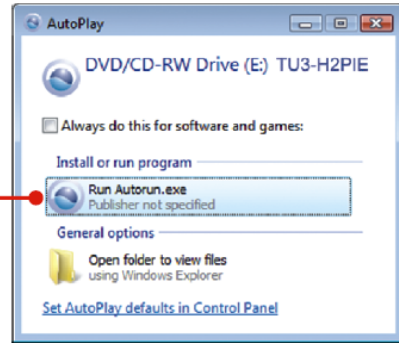 AutoPlay
DVD/CD-RW Drive (E:) TU3-H2PIE
Always do this for software and games:
Install or run program
Run Autorun.exe
Publisher not specified
General options
Open folder to view files
using Windows Explorer
Set AutoPlay defaults in Control Panel